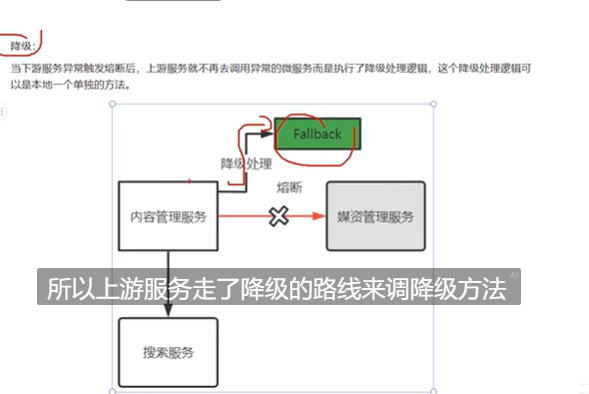 降级：
当下游服务异常触发熔断后，上游服务就不再去调用异常的微服务而是执行了降级处理逻辑，这个降级处理逻辑可
以是本地一个单独的方法。
Fallback
降级处理
熔断
内容管理服务
媒资管理服务
AI
所以上游服务走了降级的路线来调降级方法
搜索服务